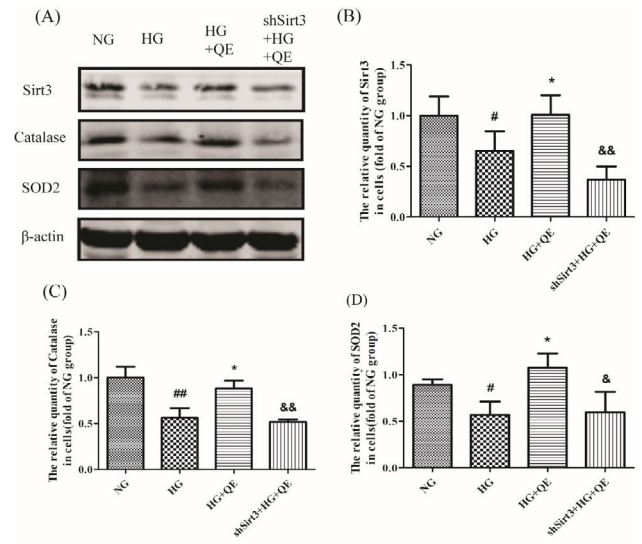 (A)
NG
HG
HG
+QE
shSirt3
+HG
+QE
Sirt3
Catalase
SOD2
β-actin
(B)
The relative quantity of Sirt3
in cells (fold of NG group)
1.5
1.0
0.5
0.0
#
*
&&
NG
HG
HG+QE
shSirt3+HG+QE
(C)
The relative quantity of Catalase
in cells(fold of NG group)
1.5
1.0
0.5
0.0
##
*
&&
NG
HG
HG+QE
shSirt3+HG+QE
(D)
The relative quantity of SOD2
in cells(fold of NG group)
1.5
1.0
0.5
0.0
#
*
&
NG
HG
HG+QE
shSirt3+HG+QE